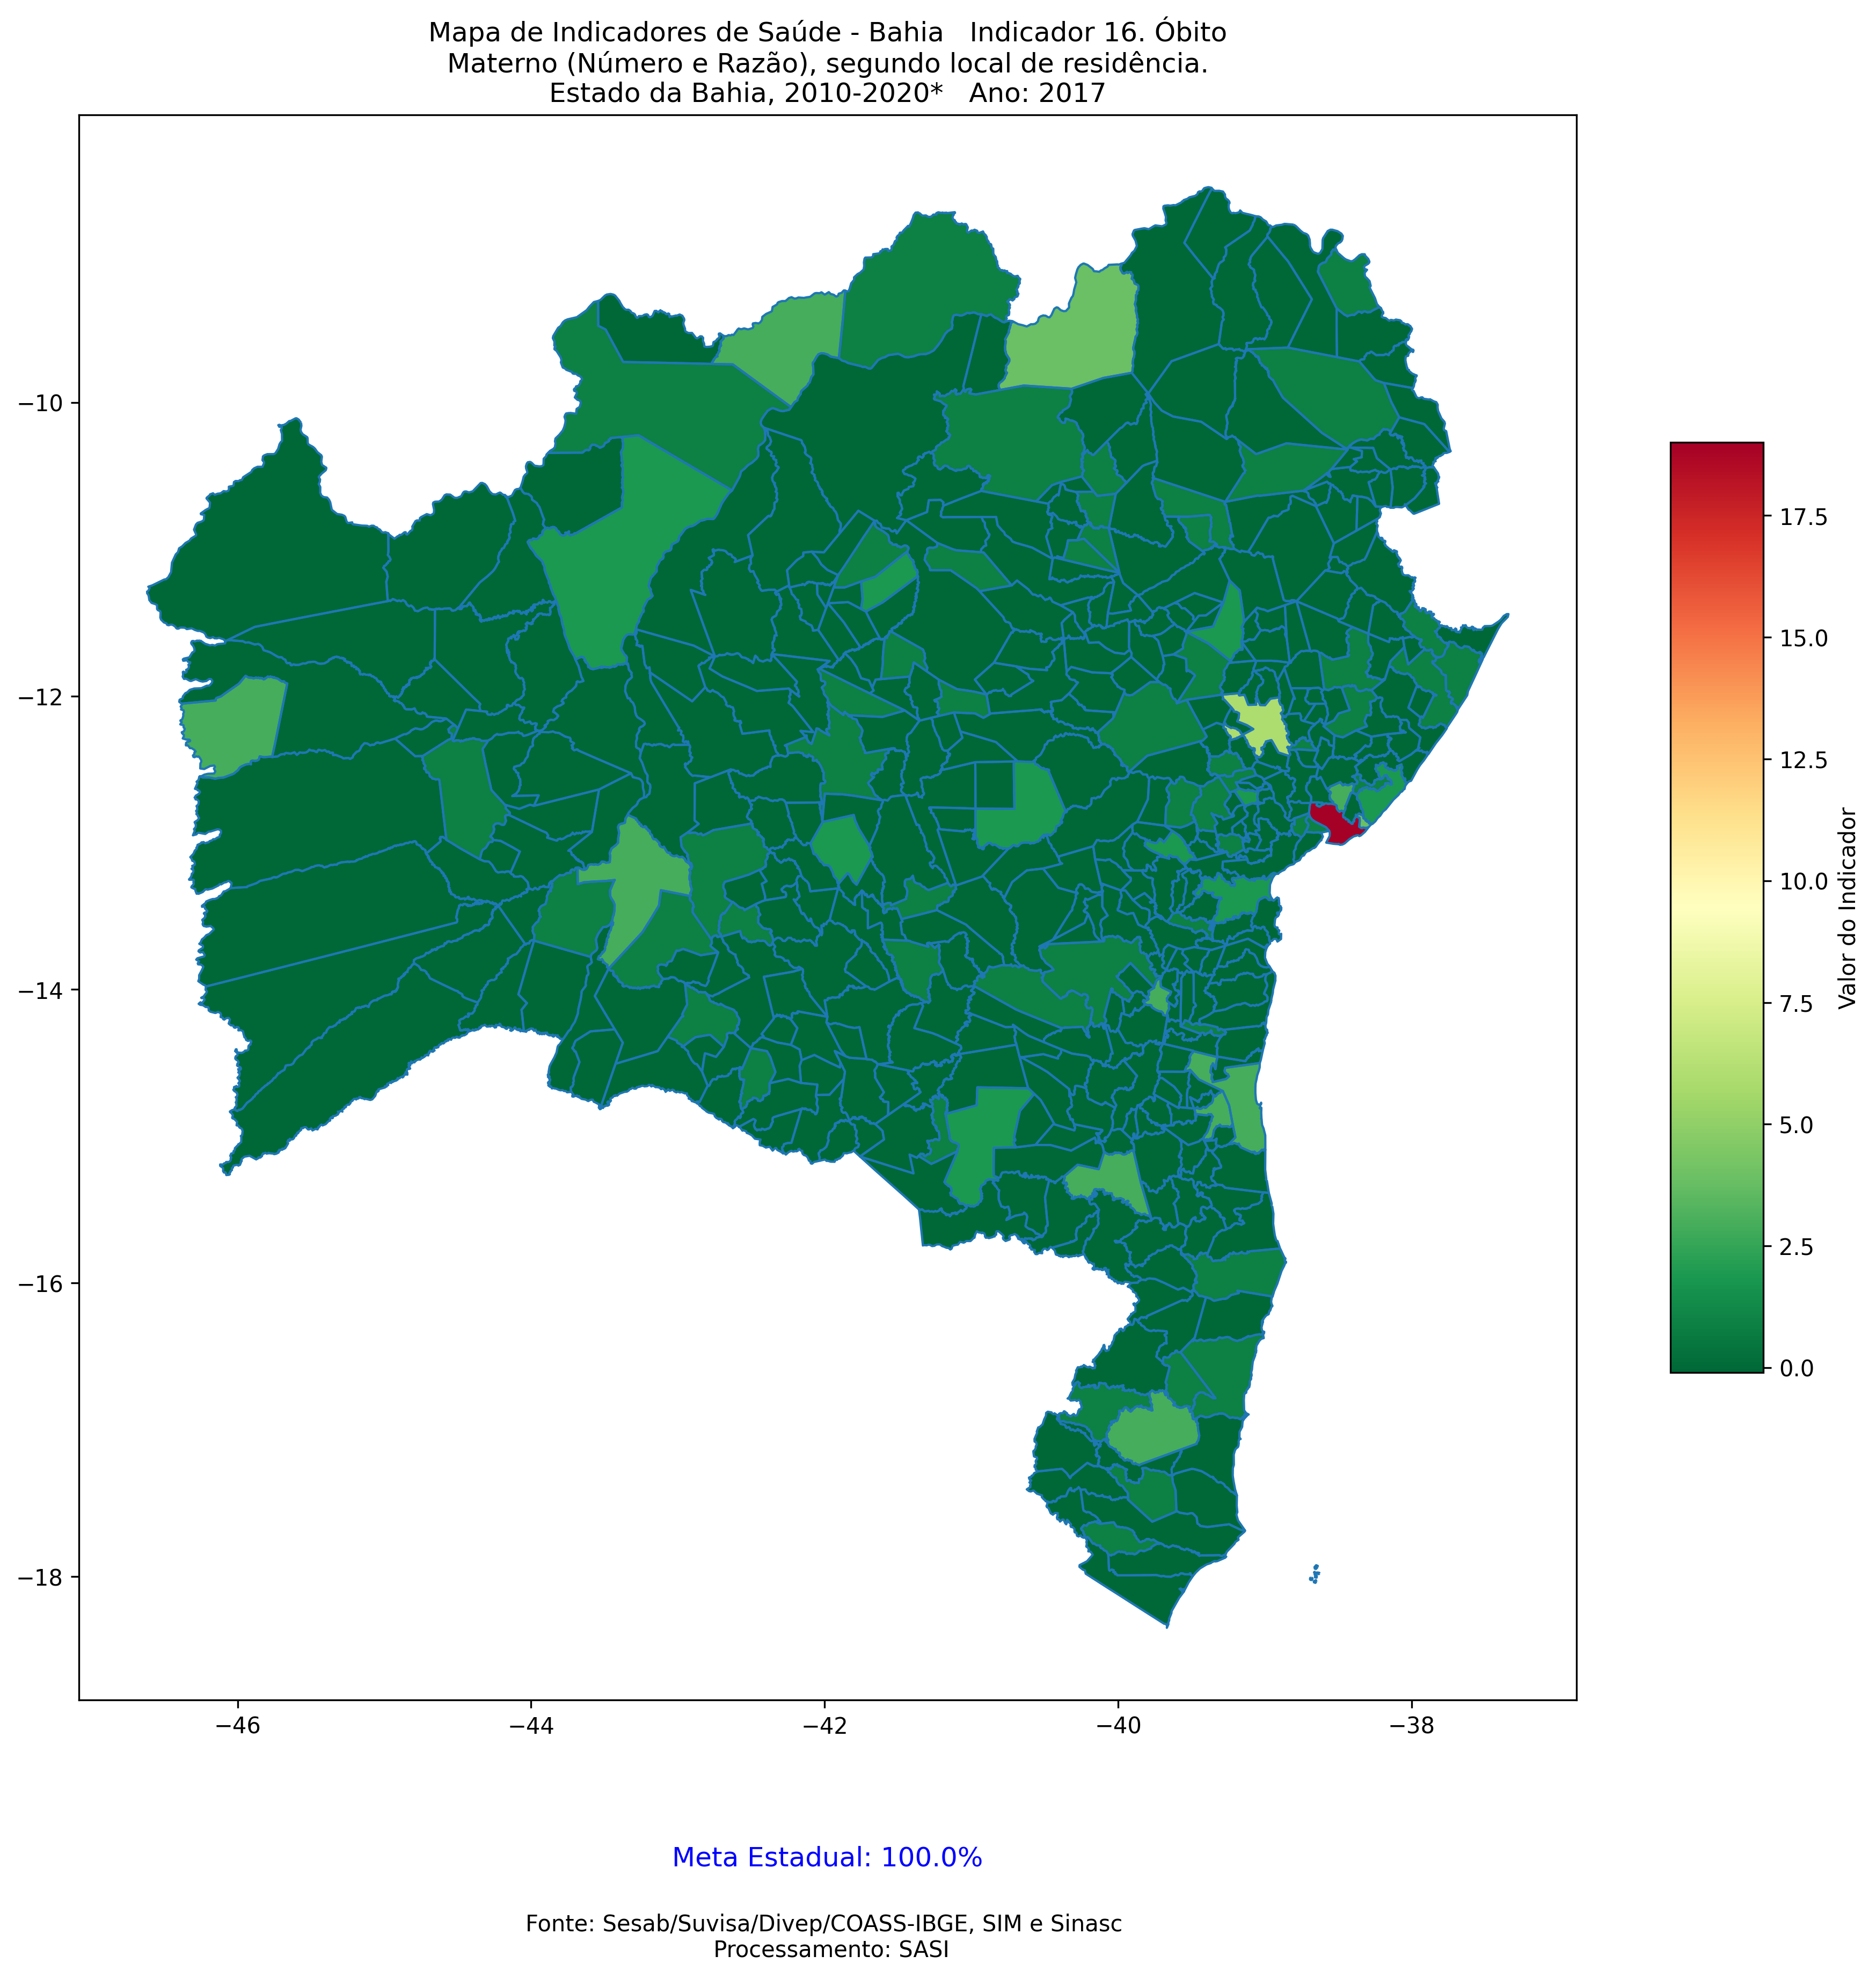 Mapa de Indicadores de Saúde - Bahia   Indicador 16. Óbito
Materno (Número e Razão), segundo local de residência.
Estado da Bahia, 2010-2020*   Ano: 2017
−10
−12
−14
−16
−18
−46
−44
−42
−40
−38
17.5
15.0
12.5
10.0
7.5
5.0
2.5
0.0
Valor do Indicador
Meta Estadual: 100.0%
Fonte: Sesab/Suvisa/Divep/COASS-IBGE, SIM e Sinasc
Processamento: SASI